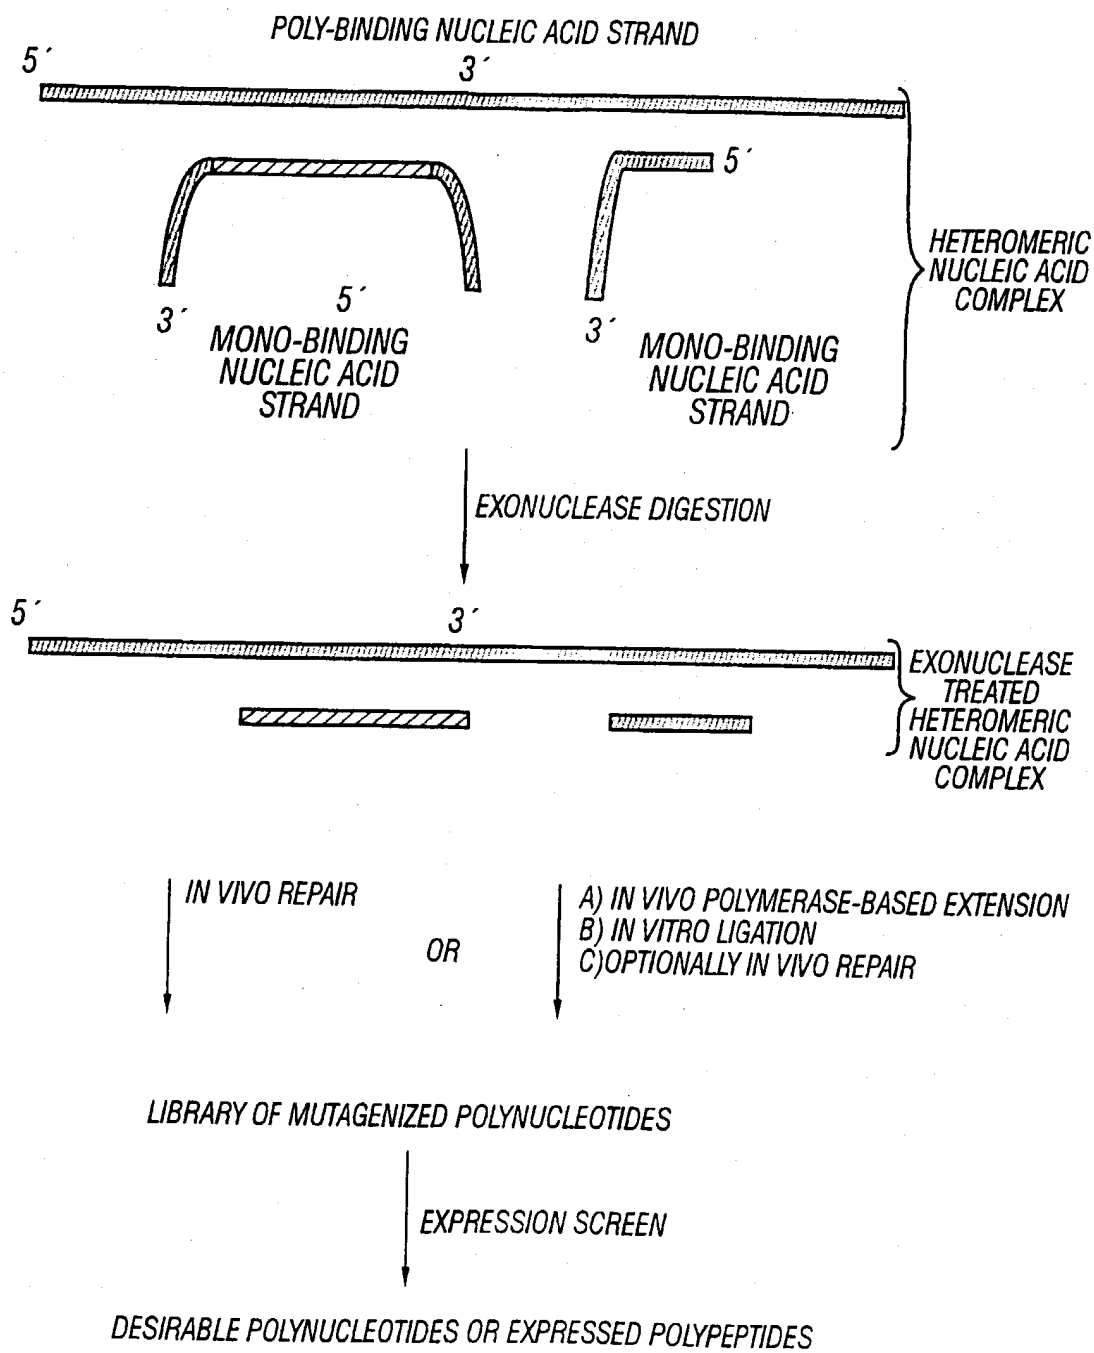 POLY-BINDING NUCLEIC ACID STRAND
5´
3´
5´
3´
5´
3´
MONO-BINDING
NUCLEIC ACID
STRAND
MONO-BINDING
NUCLEIC ACID
STRAND
HETEROMERIC
NUCLEIC ACID
COMPLEX
EXONUCLEASE DIGESTION
5´
3´
EXONUCLEASE
TREATED
HETEROMERIC
NUCLEIC ACID
COMPLEX
IN VIVO REPAIR
OR
A) IN VIVO POLYMERASE-BASED EXTENSION
B) IN VITRO LIGATION
C)OPTIONALLY IN VIVO REPAIR
LIBRARY OF MUTAGENIZED POLYNUCLEOTIDES
EXPRESSION SCREEN
DESIRABLE POLYNUCLEOTIDES OR EXPRESSED POLYPEPTIDES